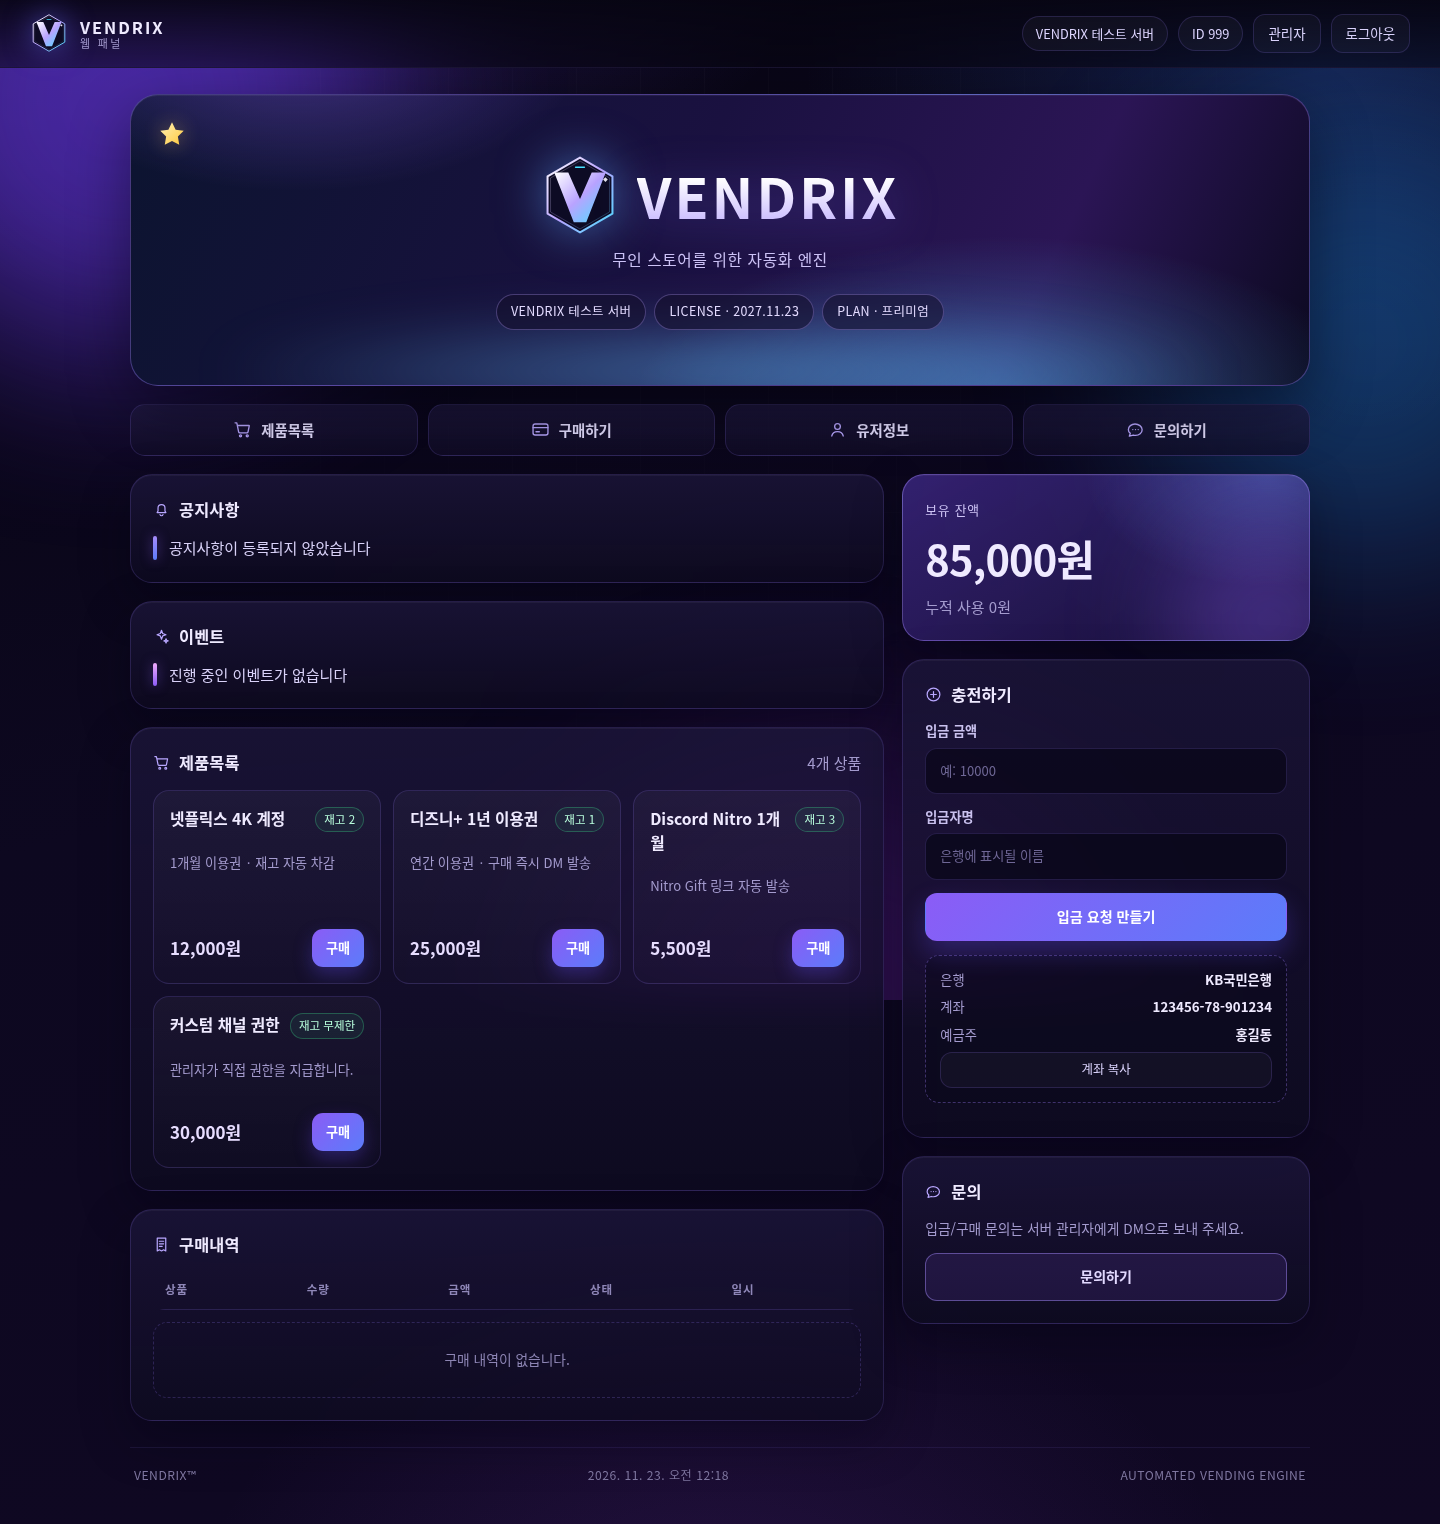 VENDRIX
웹 패널
VENDRIX 테스트 서버
ID 999
관리자
로그아웃
VENDRIX
무인 스토어를 위한 자동화 엔진
VENDRIX 테스트 서버
LICENSE · 2027.11.23
PLAN · 프리미엄
제품목록
구매하기
유저정보
문의하기
공지사항
공지사항이 등록되지 않았습니다
이벤트
진행 중인 이벤트가 없습니다
제품목록
4개 상품
넷플릭스 4K 계정
재고 2
1개월 이용권 · 재고 자동 차감
12,000원
구매
디즈니+ 1년 이용권
재고 1
연간 이용권 · 구매 즉시 DM 발송
25,000원
구매
Discord Nitro 1개
월
재고 3
Nitro Gift 링크 자동 발송
5,500원
구매
커스텀 채널 권한
재고 무제한
관리자가 직접 권한을 지급합니다.
30,000원
구매
구매내역
상품
수량
금액
상태
일시
구매 내역이 없습니다.
보유 잔액
85,000원
누적 사용 0원
충전하기
입금 금액
예: 10000
입금자명
은행에 표시될 이름
입금 요청 만들기
은행
KB국민은행
계좌
123456-78-901234
예금주
홍길동
계좌 복사
문의
입금/구매 문의는 서버 관리자에게 DM으로 보내 주세요.
문의하기
VENDRIX™
2026. 11. 23. 오전 12:18
AUTOMATED VENDING ENGINE